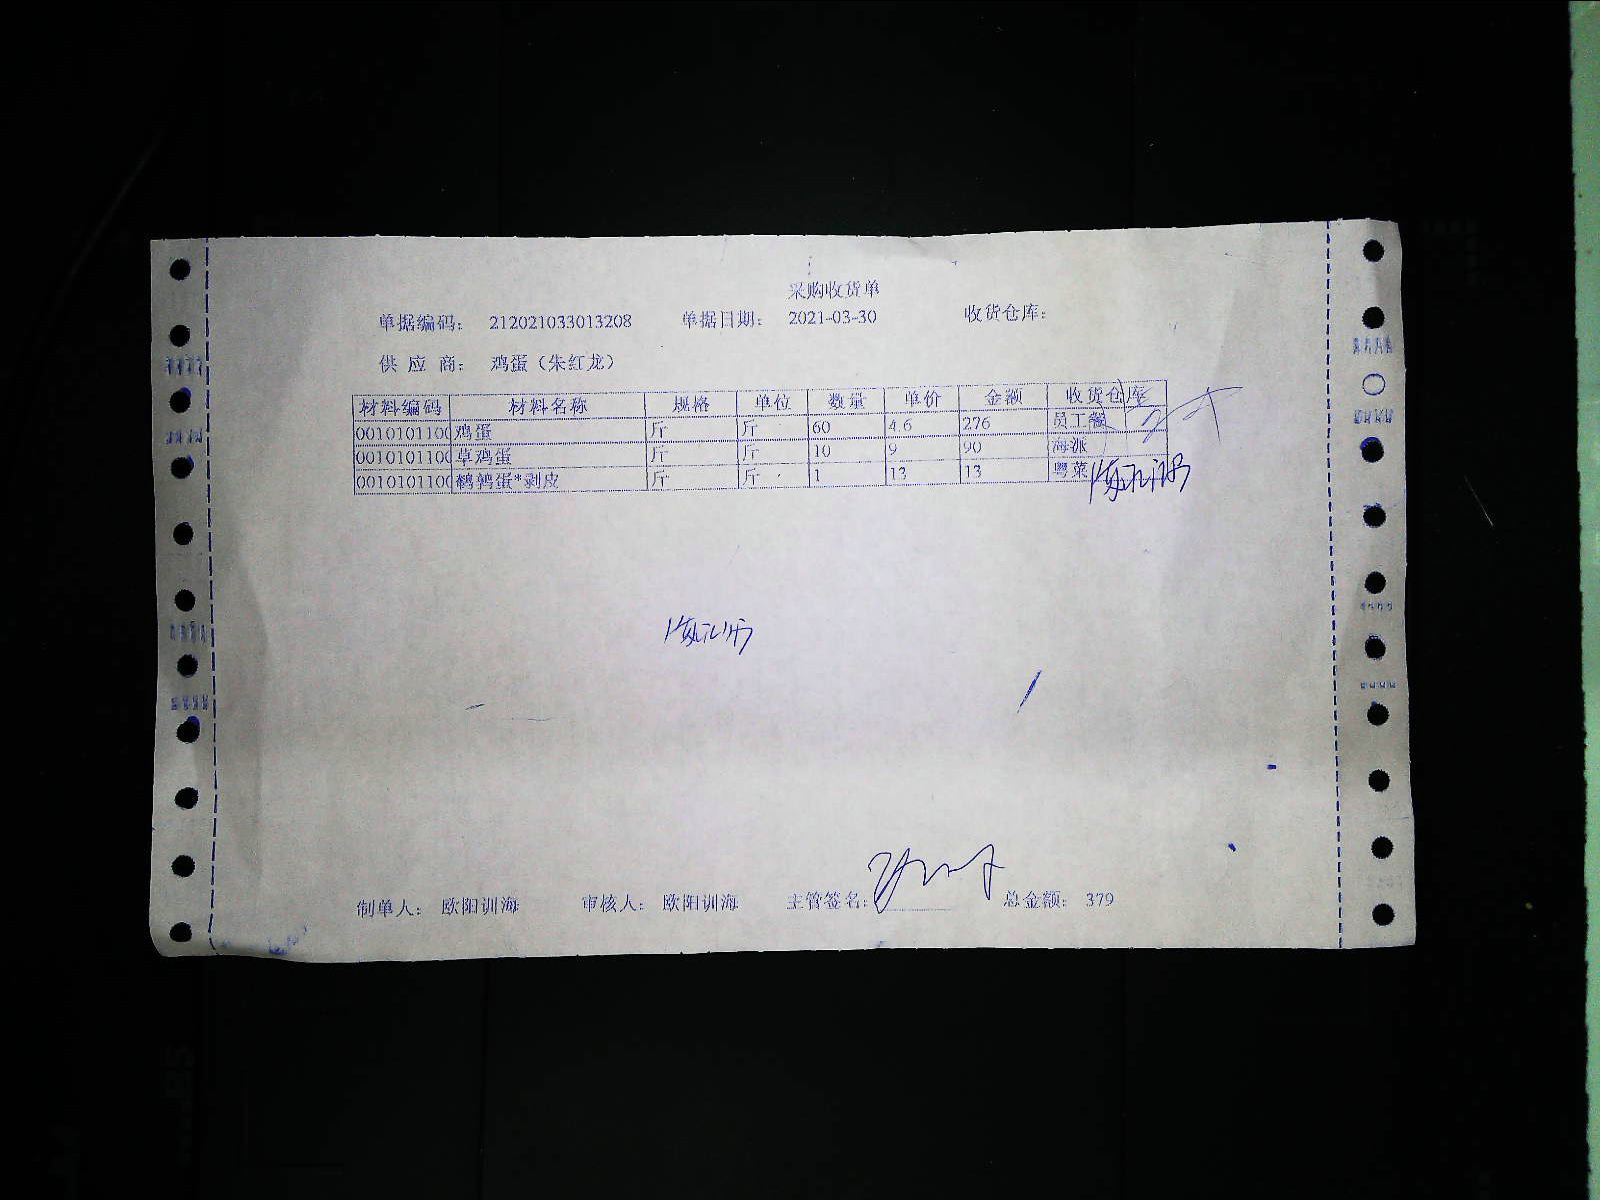 采购收货单
单据编码： 212021033013208 单据日期： 2021-03-30 收货仓库：
供 应 商： 鸡蛋（朱红龙）
材料编码 材料名称 规格 单位 数量 单价 金额 收货仓库
0010101100 鸡蛋 斤 斤 60 4.6 276 员工餐
0010101100 草鸡蛋 斤 斤 10 9 90 海派
0010101100 鹌鹑蛋*剥皮 斤 斤 1 13 13 粤菜
制单人： 欧阳训海 审核人： 欧阳训海 主管签名： 总金额： 379